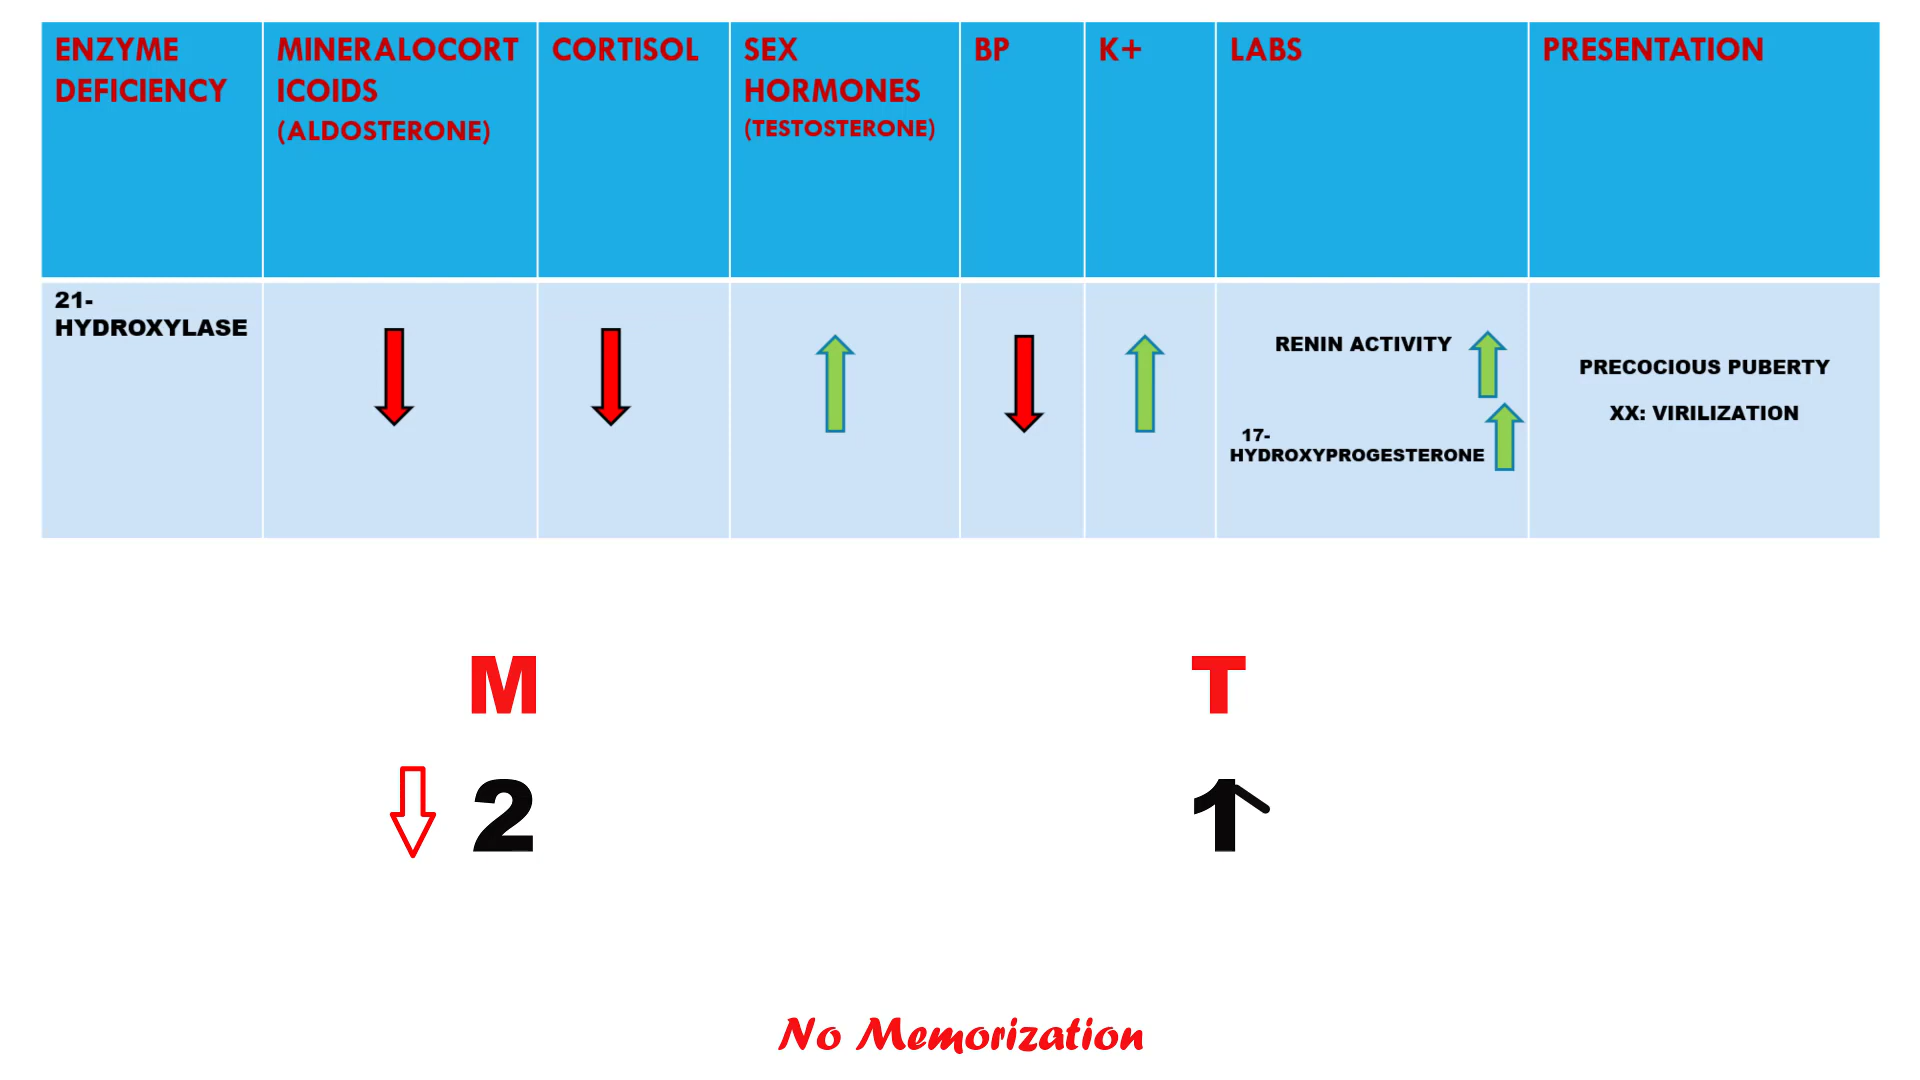 ENZYME
DEFICIENCY
MINERALOCORT
ICOIDS
(ALDOSTERONE)
CORTISOL
SEX
HORMONES
(TESTOSTERONE)
BP
K+
LABS
PRESENTATION
21-
HYDROXYLASE
RENIN ACTIVITY
17-
HYDROXYPROGESTERONE
PRECOCIOUS PUBERTY
XX: VIRILIZATION
M
T
2
1
No Memorization